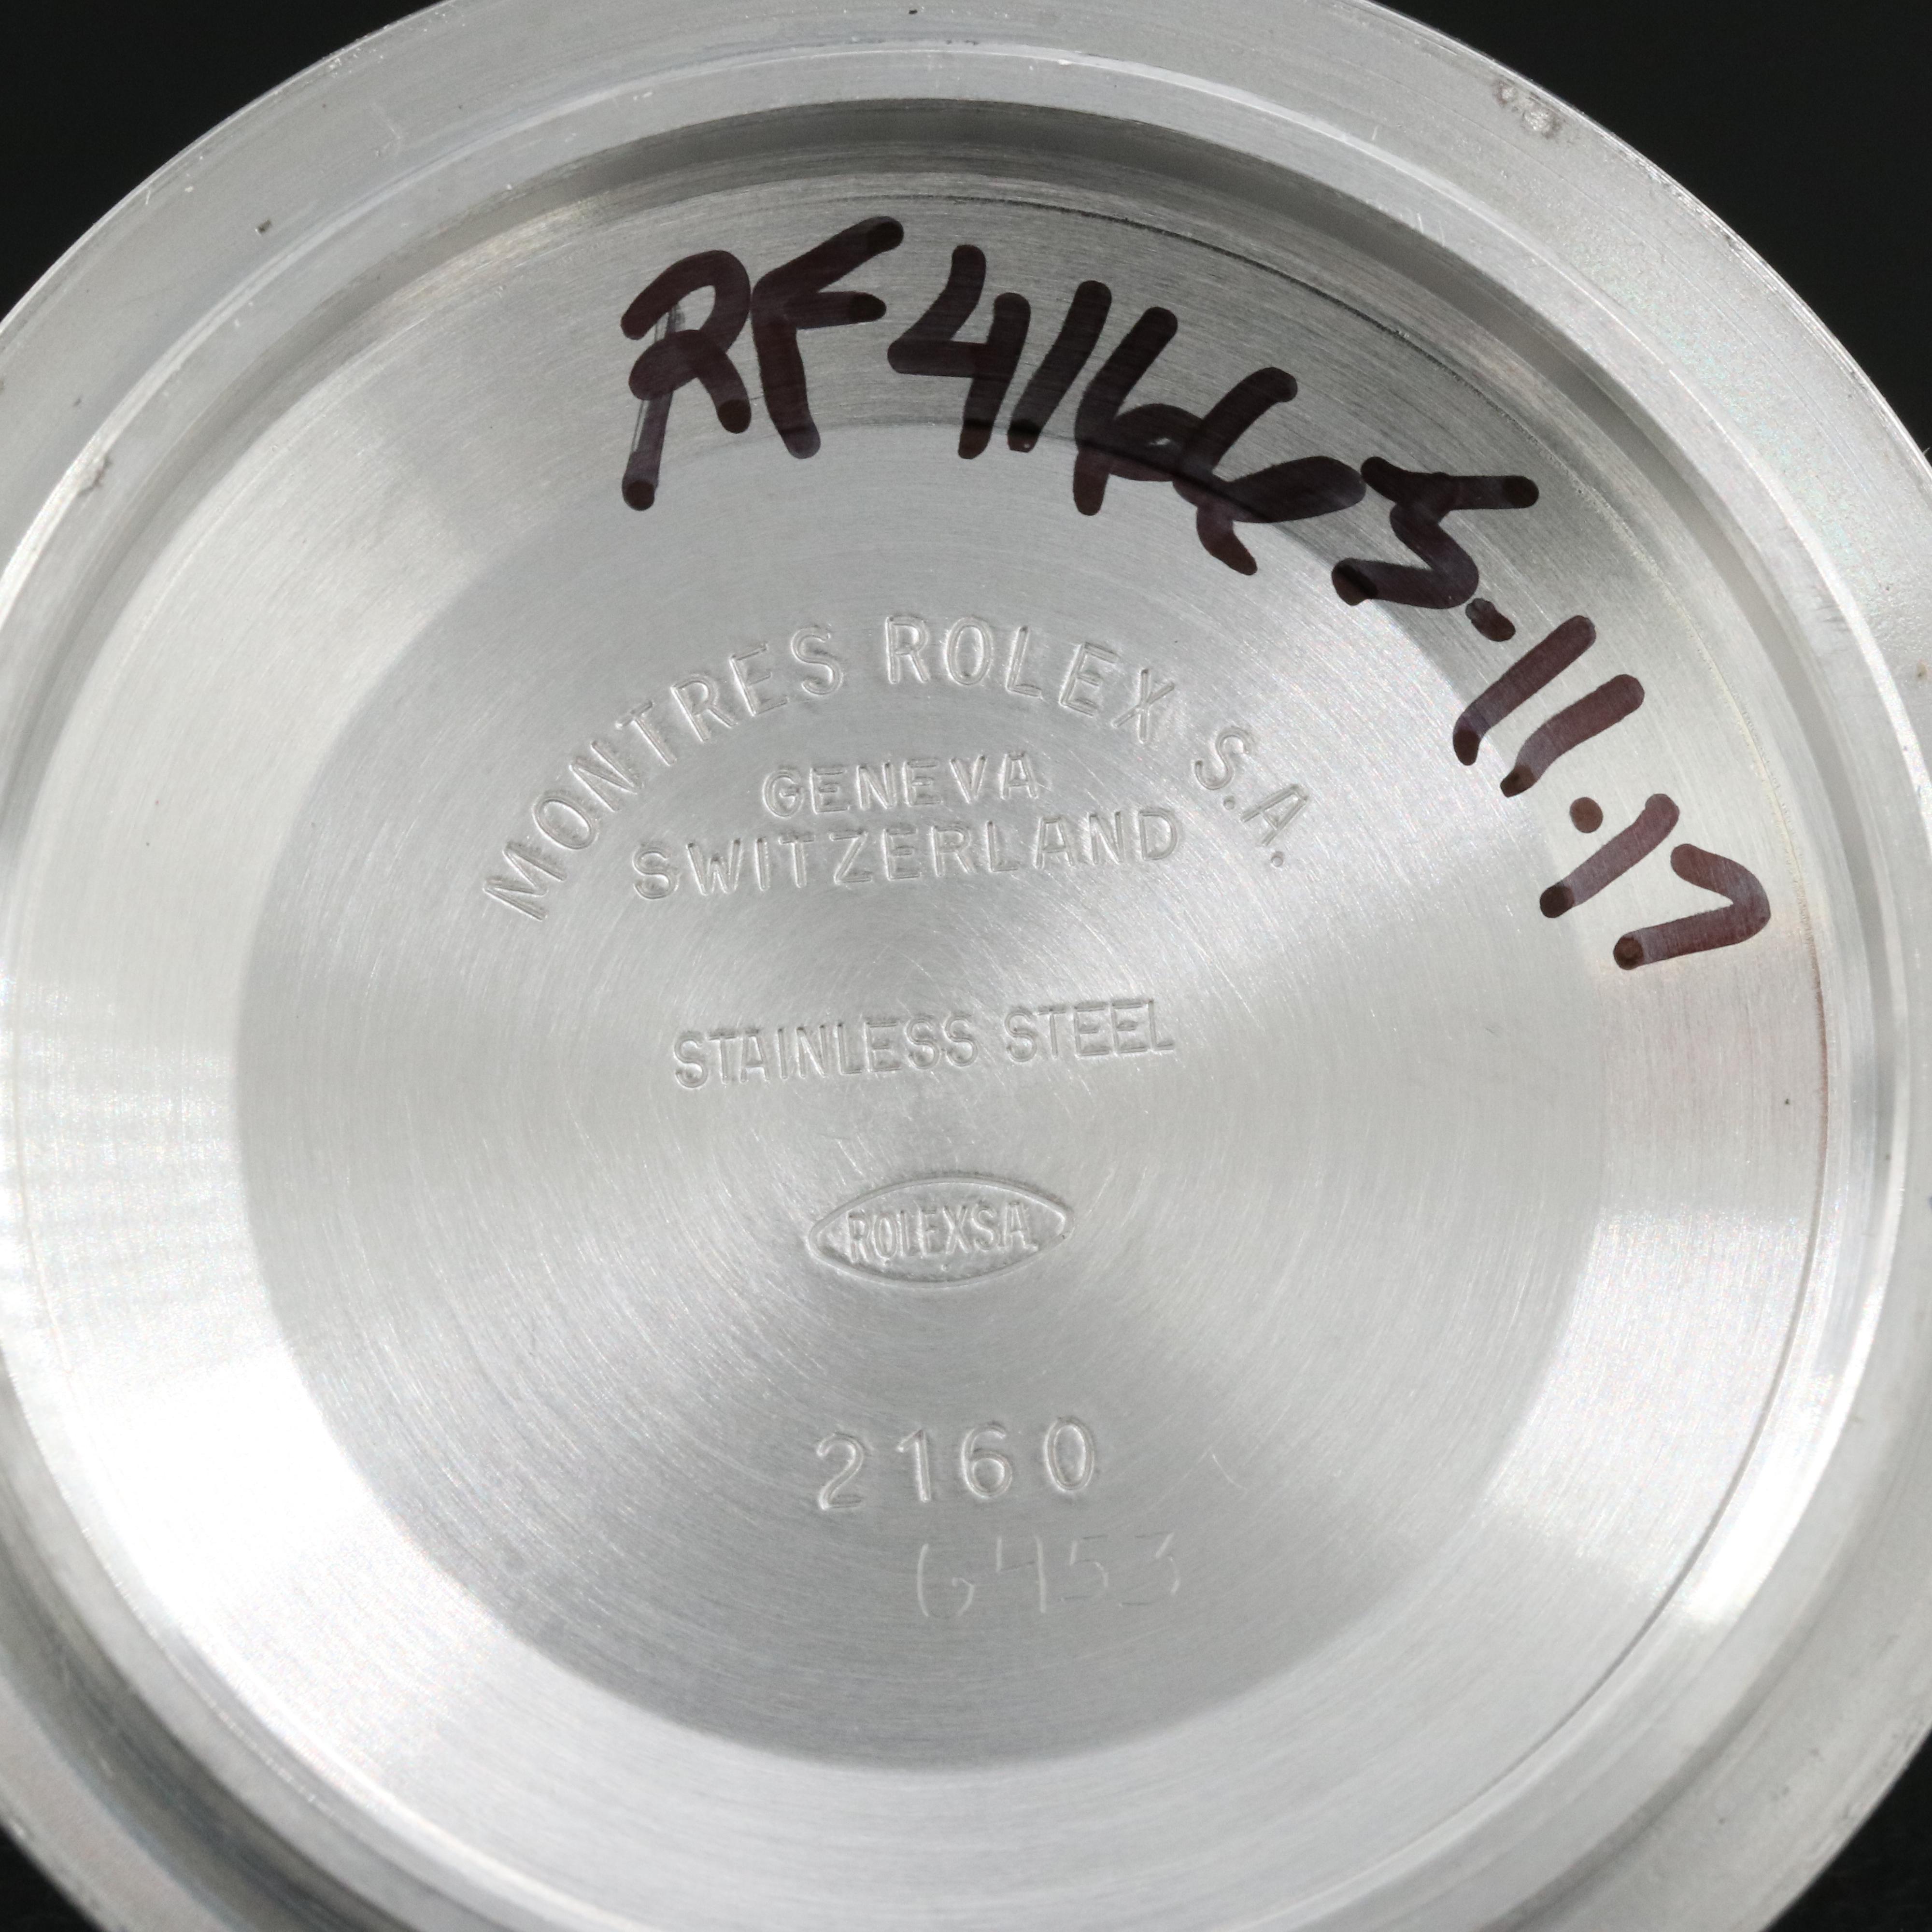 RF41665-11.17
MONTRES ROLEX S.A.
GENEVA
SWITZERLAND
STAINLESS STEEL
ROLEXSA
2160
6453